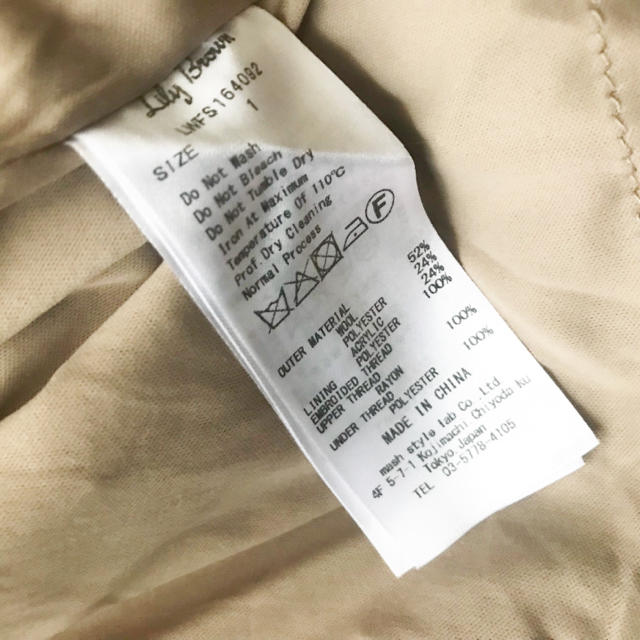 Lily Brown
LWFS164092
SIZE 1
Do Not Wash
Do Not Bleach
Do Not Tumble Dry
Iron At Maximum
Temperature Of 110℃
Prof Dry Cleaning
Normal Process
F
OUTER MATERIAL
WOOL 52%
POLYESTER 24%
ACRYLIC 24%
LINING POLYESTER 100%
EMBROIDED THREAD
UPPER THREAD RAYON 100%
UNDER THREAD POLYESTER 100%
MADE IN CHINA
mash style lab Co.,Ltd
4F 5-7-1 Kojimachi Chiyoda ku
Tokyo Japan
TEL 03-5778-4105